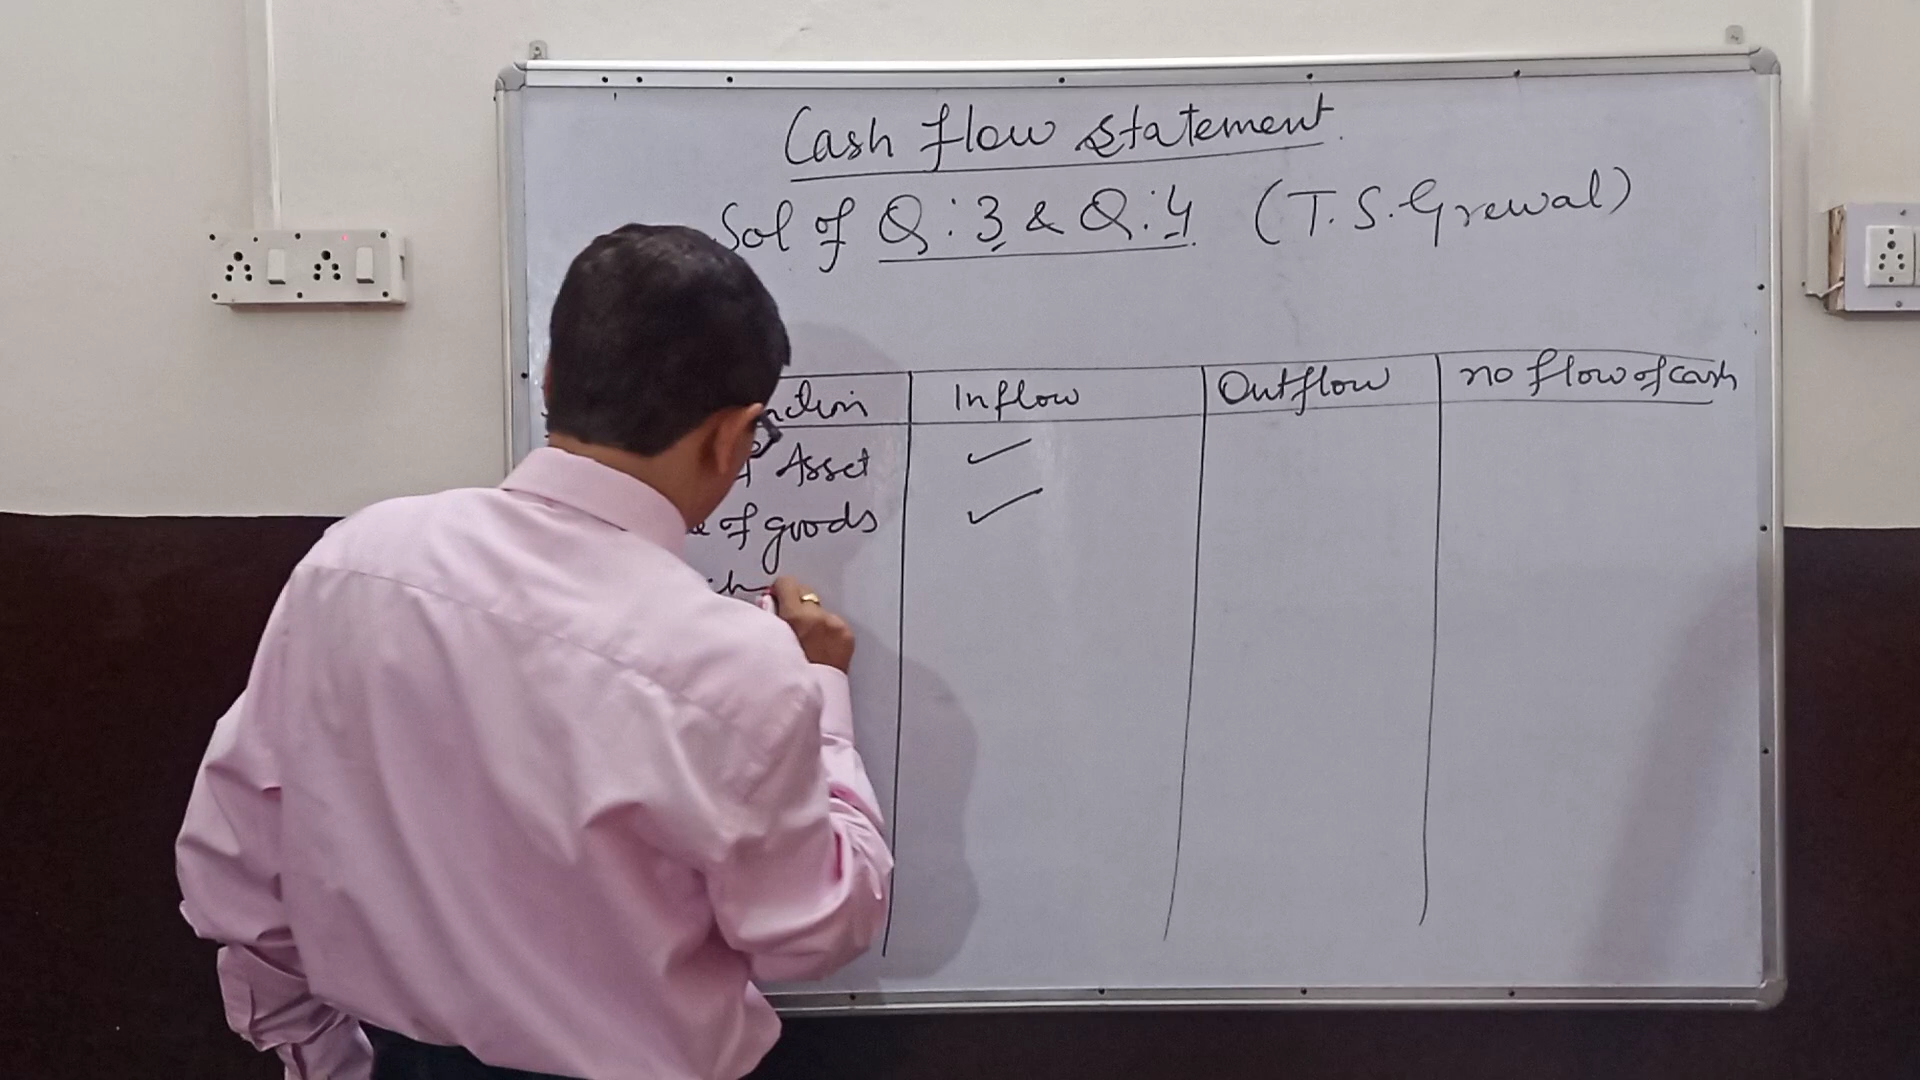 Cash flow statement.
Sol of Q:3 & Q:4 (T.S.Grewal)
Inflow Outflow no flow of cash
Asset ✓
of goods ✓